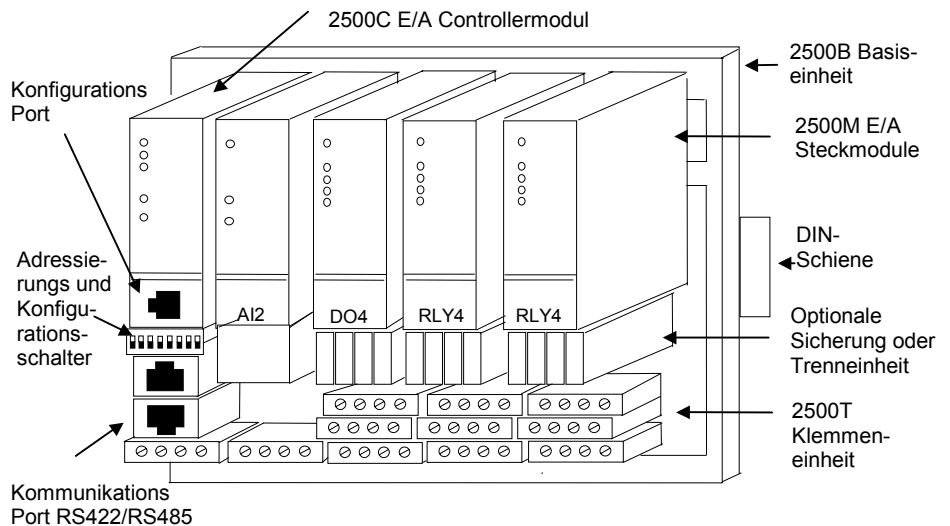 2500C E/A Controllermodul
2500B Basis-
einheit
Konfigurations
Port
2500M E/A
Steckmodule
Adressie-
rungs und
Konfigu-
rations-
schalter
DIN-
Schiene
AI2
DO4
RLY4
RLY4
Optionale
Sicherung oder
Trenneinheit
2500T
Klemmen-
einheit
Kommunikations
Port RS422/RS485